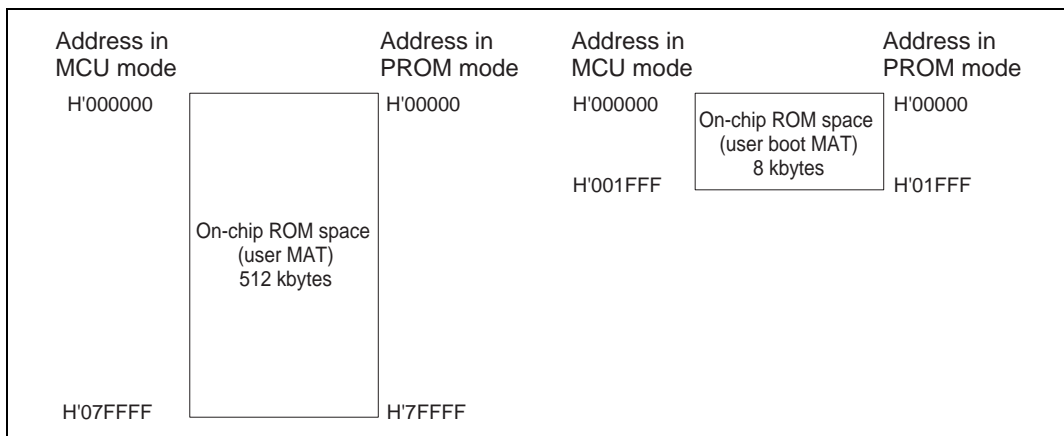 Address in
MCU mode
Address in
PROM mode
H'000000
H'00000
On-chip ROM space
(user MAT)
512 kbytes
H'07FFFF
H'7FFFF
Address in
MCU mode
Address in
PROM mode
H'000000
H'00000
On-chip ROM space
(user boot MAT)
8 kbytes
H'001FFF
H'01FFF